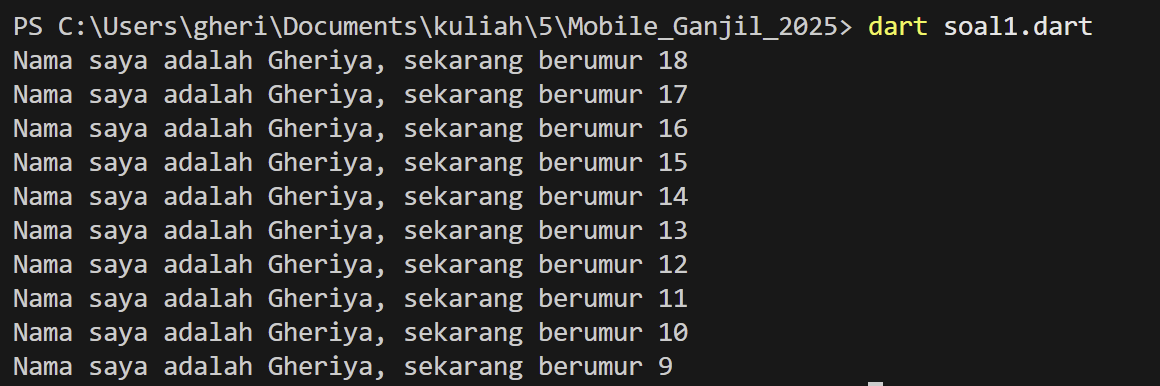 PS C:\Users\gheri\Documents\kuliah\5\Mobile_Ganjil_2025> dart soal1.dart
Nama saya adalah Gheriya, sekarang berumur 18
Nama saya adalah Gheriya, sekarang berumur 17
Nama saya adalah Gheriya, sekarang berumur 16
Nama saya adalah Gheriya, sekarang berumur 15
Nama saya adalah Gheriya, sekarang berumur 14
Nama saya adalah Gheriya, sekarang berumur 13
Nama saya adalah Gheriya, sekarang berumur 12
Nama saya adalah Gheriya, sekarang berumur 11
Nama saya adalah Gheriya, sekarang berumur 10
Nama saya adalah Gheriya, sekarang berumur 9